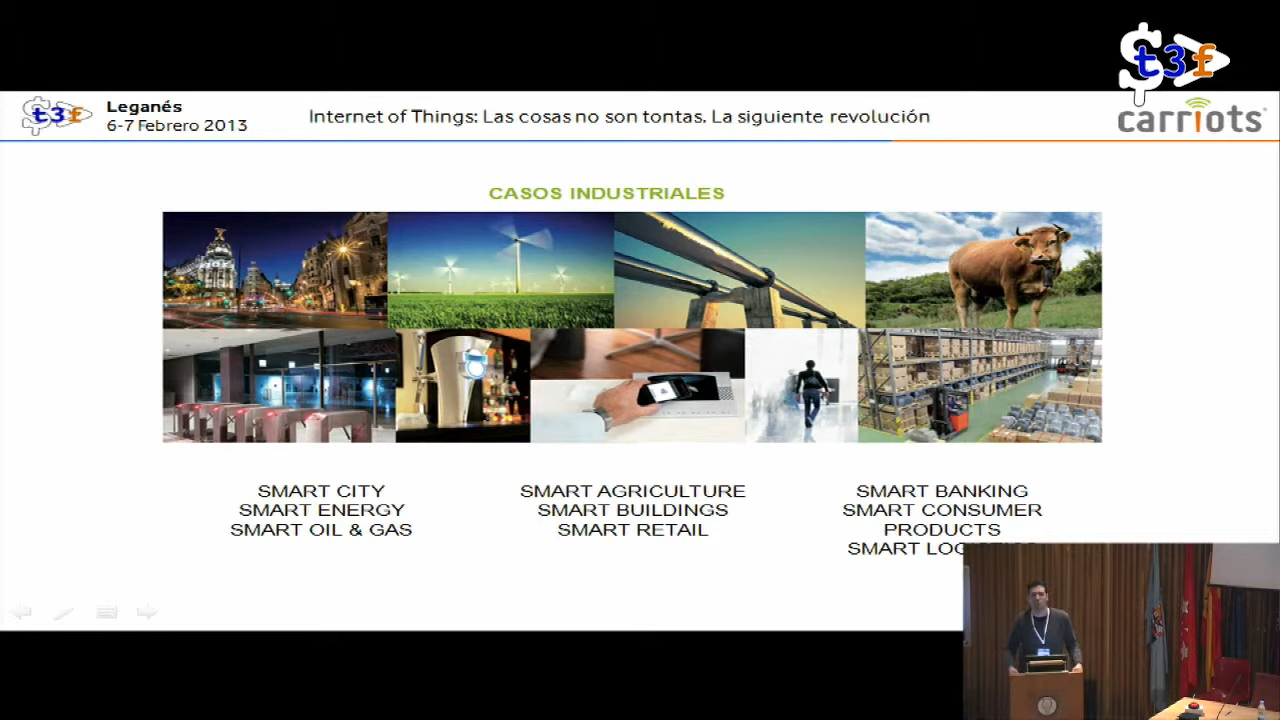 t3f
t3f
Leganés
6-7 Febrero 2013
Internet of Things: Las cosas no son tontas. La siguiente revolución
carriots
CASOS INDUSTRIALES
SMART CITY
SMART ENERGY
SMART OIL & GAS
SMART AGRICULTURE
SMART BUILDINGS
SMART RETAIL
SMART BANKING
SMART CONSUMER
PRODUCTS
SMART